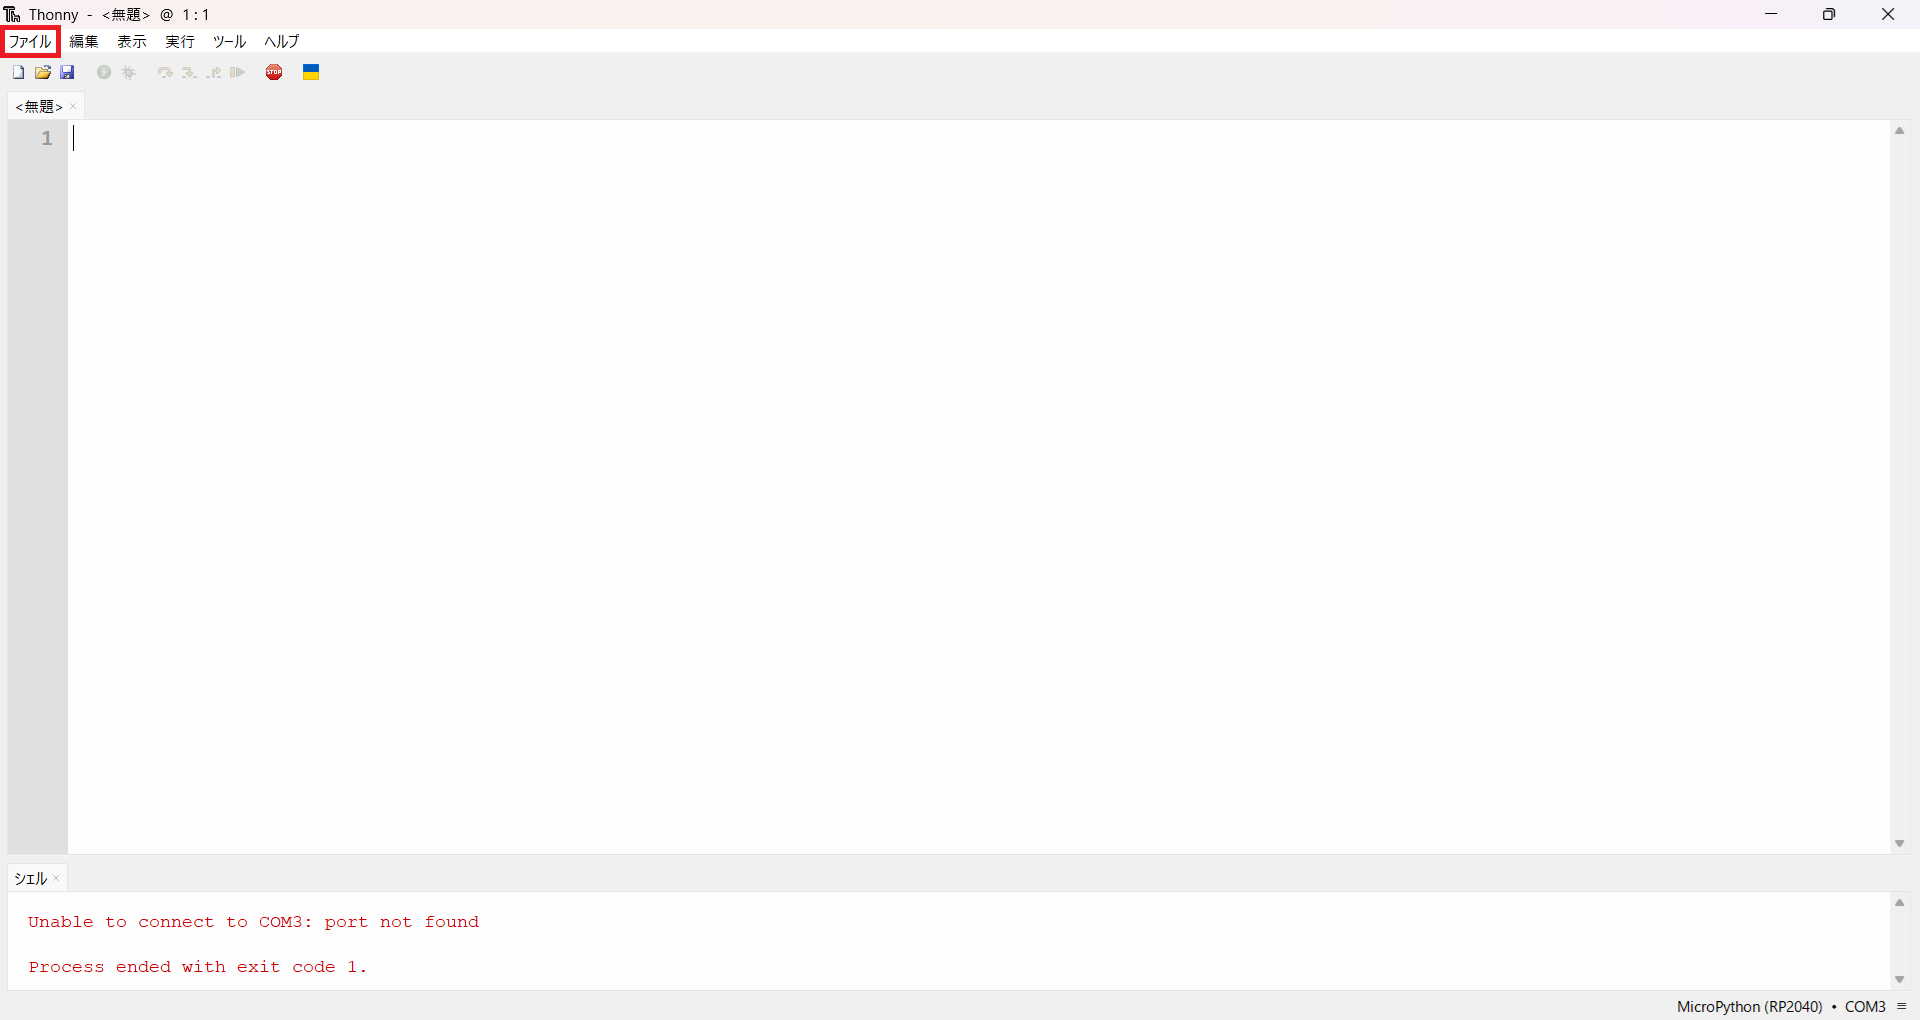 Thonny - <無題> @ 1:1
ファイル 編集 表示 実行 ツール ヘルプ
STOP
<無題> ×
1
シェル ×
Unable to connect to COM3: port not found
Process ended with exit code 1.
MicroPython (RP2040) • COM3 ≡